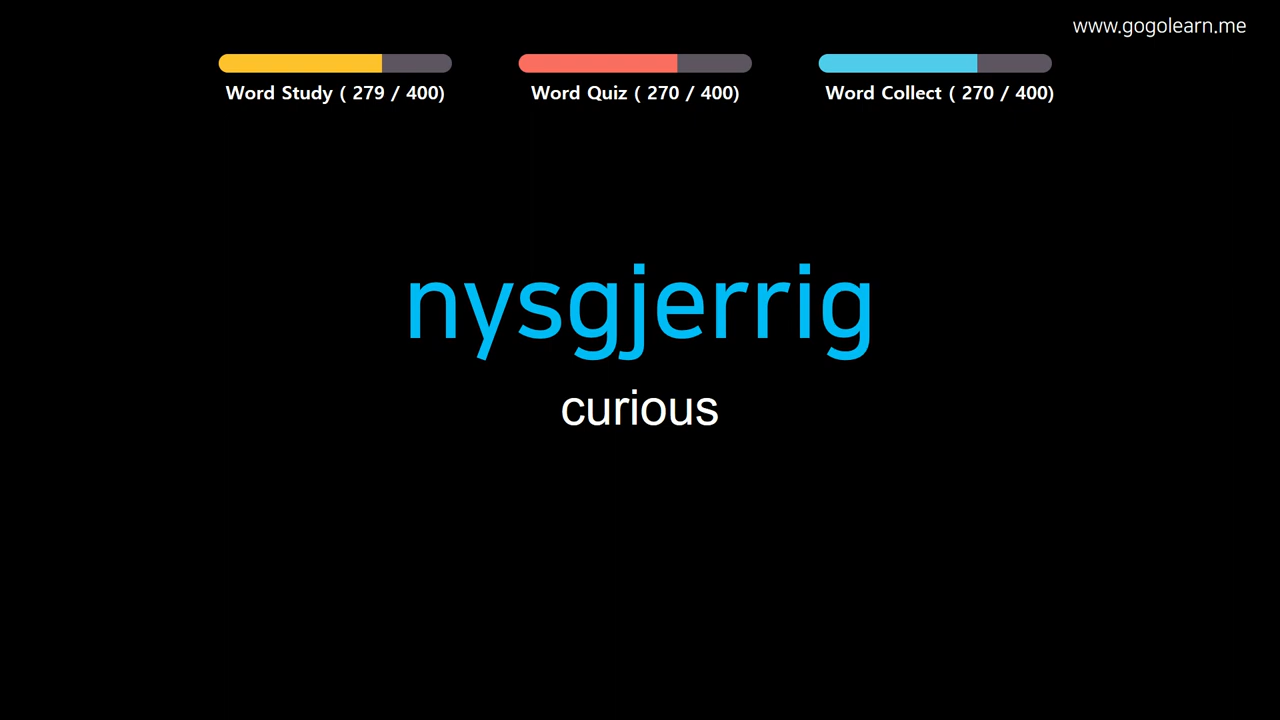 www.gogolearn.me
Word Study ( 279 / 400)
Word Quiz ( 270 / 400)
Word Collect ( 270 / 400)
nysgjerrig
curious